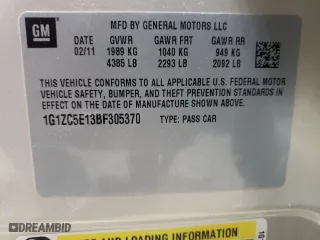 GM
MFD BY GENERAL MOTORS LLC
DATE GVWR GAWR FRT GAWR RR
02/11 1989 KG 1040 KG 949 KG
4385 LB 2293 LB 2092 LB
THIS VEHICLE CONFORMS TO ALL APPLICABLE U.S. FEDERAL MOTOR
VEHICLE SAFETY, BUMPER, AND THEFT PREVENTION STANDARDS
IN EFFECT ON THE DATE OF MANUFACTURE SHOWN ABOVE.
1G1ZC5E13BF305370 TYPE: PASS CAR
AND LOADING INFORMATION
DREAMBID